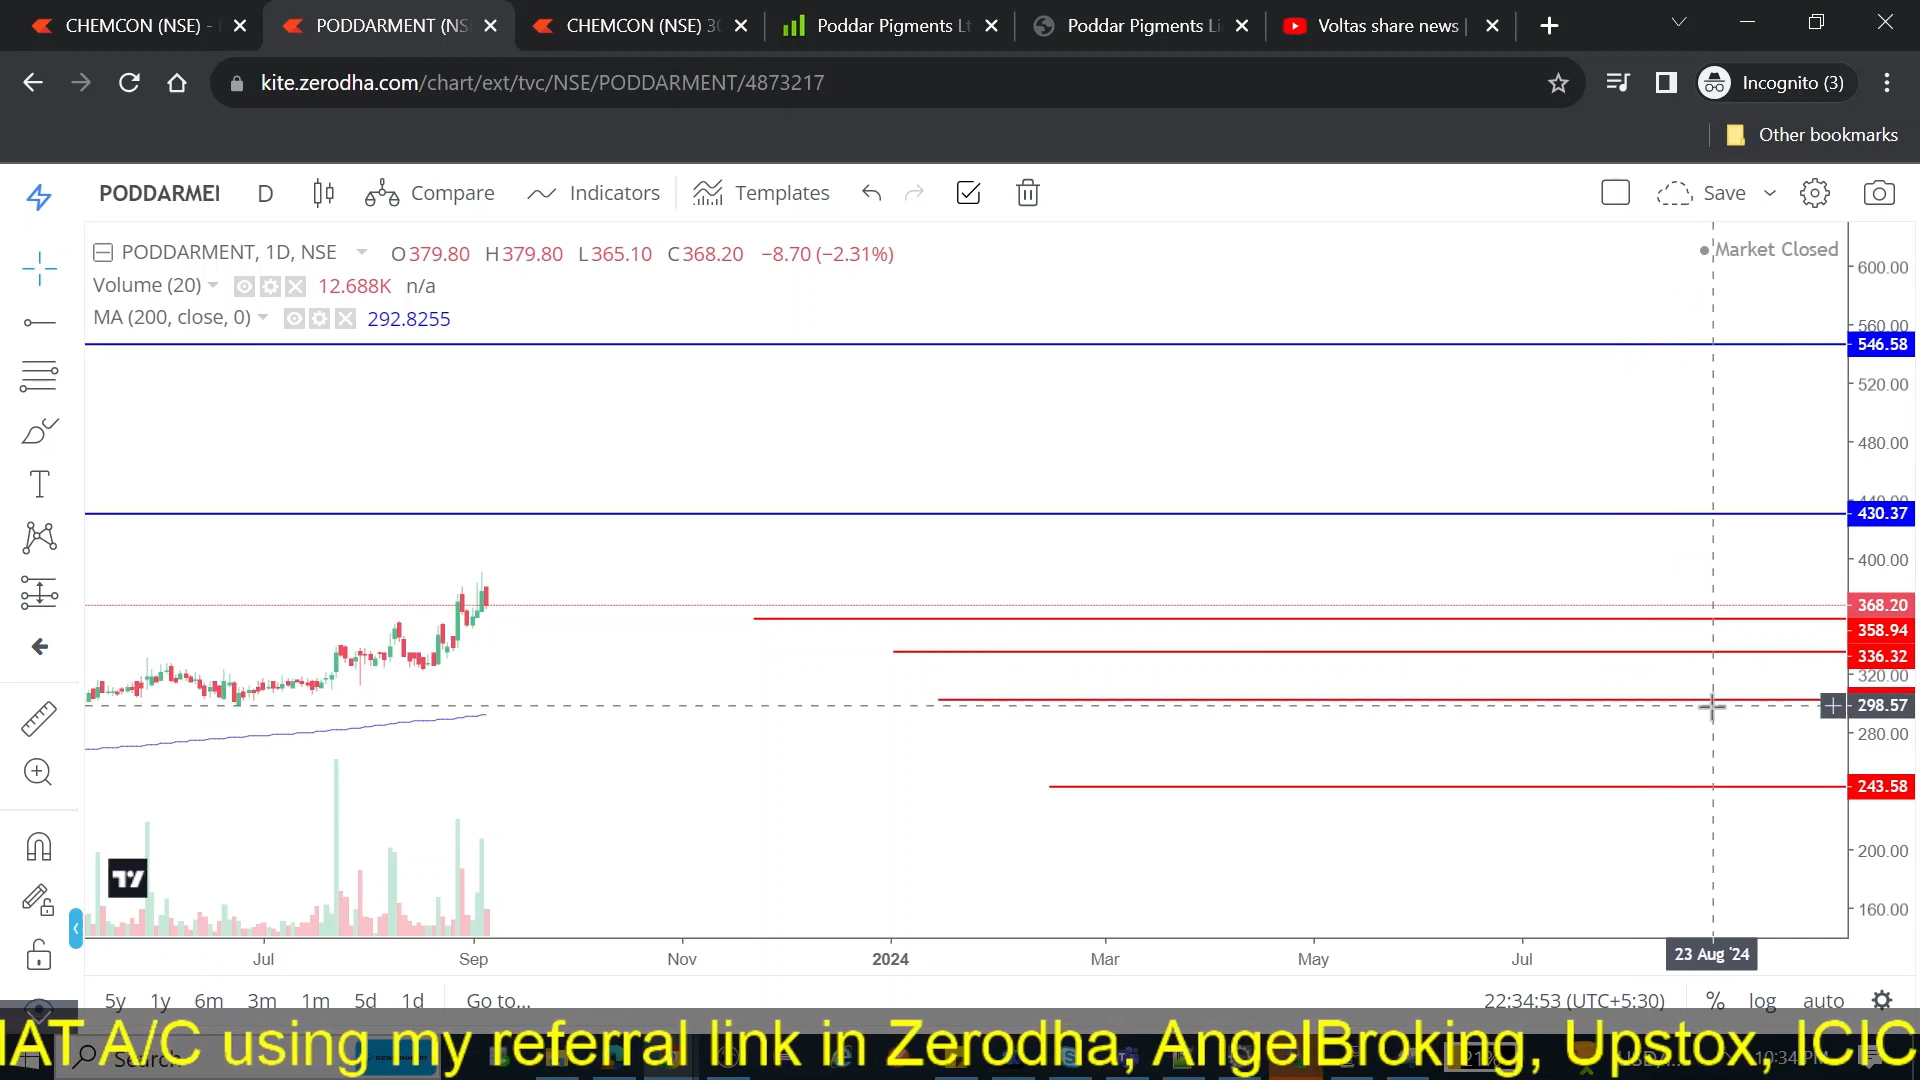 CHEMCON (NSE) -
PODDARMENT (NS
CHEMCON (NSE) 30
Poddar Pigments Lt
Poddar Pigments Li
Voltas share news |
kite.zerodha.com/chart/ext/tvc/NSE/PODDARMENT/4873217
Incognito (3)
Other bookmarks
PODDARMEI
D
Compare
Indicators
Templates
Save
PODDARMENT, 1D, NSE
O379.80 H379.80 L365.10 C368.20 −8.70 (−2.31%)
Market Closed
Volume (20)
12.688K n/a
MA (200, close, 0)
292.8255
600.00
560.00
546.58
520.00
480.00
440.00
430.37
400.00
368.20
358.94
336.32
320.00
298.57
280.00
243.58
200.00
160.00
Jul
Sep
Nov
2024
Mar
May
Jul
23 Aug '24
5y 1y 6m 3m 1m 5d 1d
Go to...
22:34:53 (UTC+5:30)
%
log
auto
MAT A/C using my referral link in Zerodha, AngelBroking, Upstox, ICIC
Search